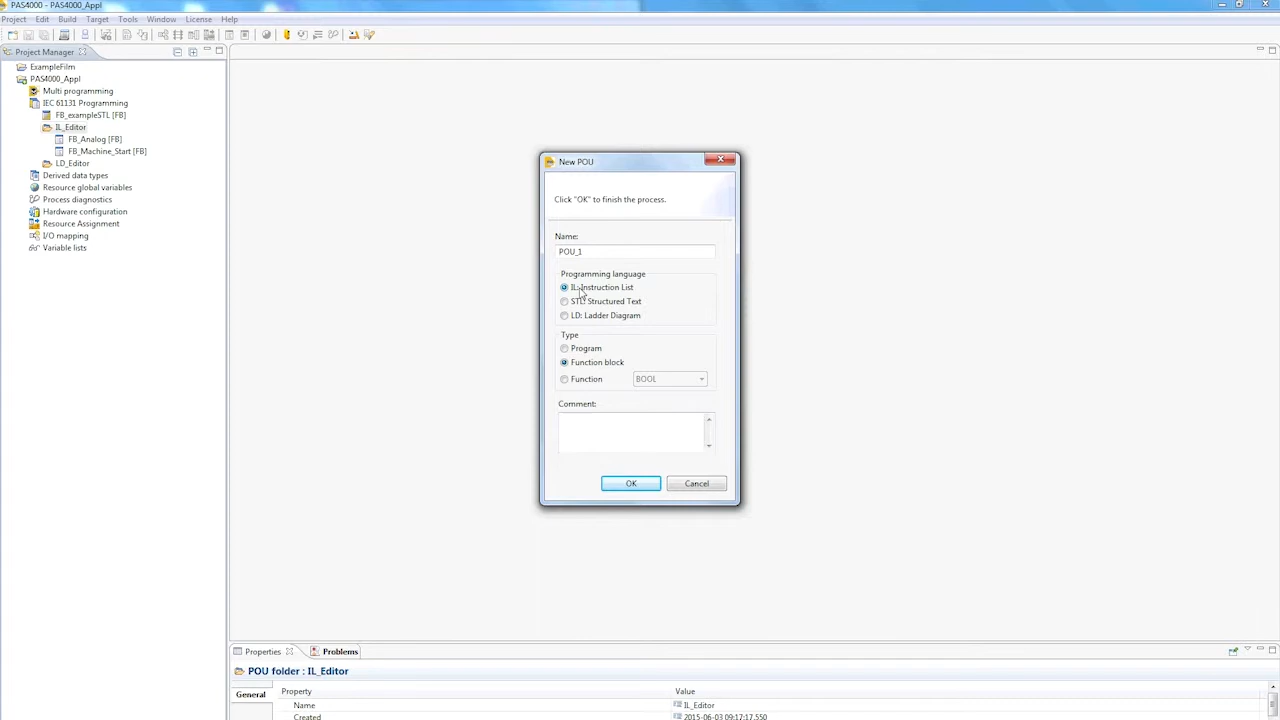 PAS4000 - PAS4000_Appl
Project Edit Build Target Tools Window License Help
Project Manager
ExampleFilm
PAS4000_Appl
Multi programming
IEC 61131 Programming
FB_exampleSTL [FB]
IL_Editor
FB_Analog [FB]
FB_Machine_Start [FB]
LD_Editor
Derived data types
Resource global variables
Process diagnostics
Hardware configuration
Resource Assignment
I/O mapping
Variable lists
New POU
Click "OK" to finish the process.
Name:
POU_1
Programming language
IL: Instruction List
STL: Structured Text
LD: Ladder Diagram
Type
Program
Function block
Function BOOL
Comment:
OK Cancel
Properties Problems
POU folder : IL_Editor
General Property Value
Name IL_Editor
Created 2015-06-03 09:17:17.550